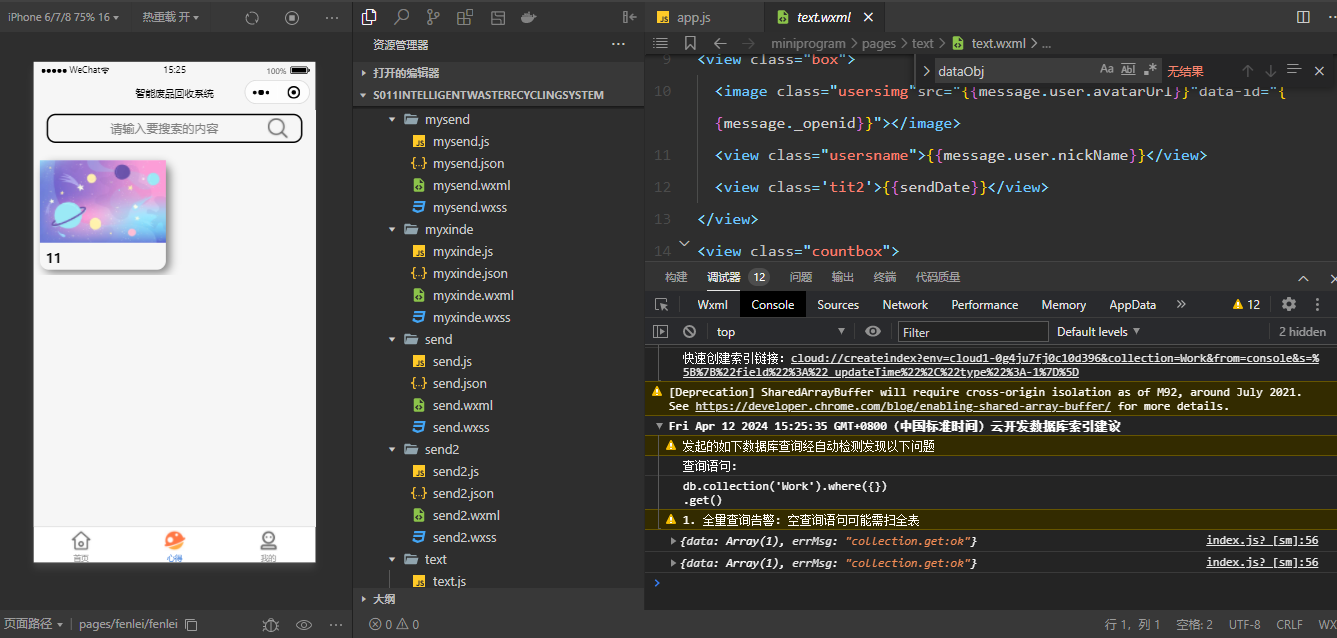 iPhone 6/7/8 75% 16
热重载 开
WeChat
15:25
100%
智能废品回收系统
请输入要搜索的内容
11
首页
心得
我的
页面路径
pages/fenlei/fenlei
资源管理器
打开的编辑器
S011INTELLIGENTWASTERECYCLINGSYSTEM
mysend
mysend.js
mysend.json
mysend.wxml
mysend.wxss
myxinde
myxinde.js
myxinde.json
myxinde.wxml
myxinde.wxss
send
send.js
send.json
send.wxml
send.wxss
send2
send2.js
send2.json
send2.wxml
send2.wxss
text
text.js
大纲
0
0
app.js
text.wxml
miniprogram > pages > text > text.wxml > ...
dataObj
Aa
Abl
无结果
9 <view class="box">
10 <image class="usersimg"src="{{message.user.avatarUrl}}"data-id="{
{message._openid}}"></image>
11 <view class="usersname">{{message.user.nickName}}</view>
12 <view class='tit2'>{{sendDate}}</view>
13 </view>
14 <view class="countbox">
构建
调试器
12
问题
输出
终端
代码质量
Wxml
Console
Sources
Network
Performance
Memory
AppData
12
top
Filter
Default levels
2 hidden
快速创建索引链接: cloud://createindex?env=cloud1-0g4ju7fj0c10d396&collection=Work&from=console&s=%
5B%7B%22field%22%3A%22_updateTime%22%2C%22type%22%3A-1%7D%5D
[Deprecation] SharedArrayBuffer will require cross-origin isolation as of M92, around July 2021.
See https://developer.chrome.com/blog/enabling-shared-array-buffer/ for more details.
Fri Apr 12 2024 15:25:35 GMT+0800 (中国标准时间) 云开发数据库索引建议
发起的如下数据库查询经自动检测发现以下问题
查询语句:
db.collection('Work').where({})
.get()
1. 全量查询告警: 空查询语句可能需扫全表
{data: Array(1), errMsg: "collection.get:ok"}
index.js? [sm]:56
{data: Array(1), errMsg: "collection.get:ok"}
index.js? [sm]:56
行 1, 列 1
空格: 2
UTF-8
CRLF
WX